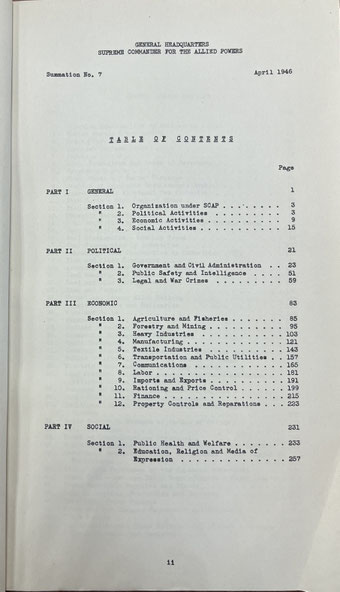 GENERAL HEADQUARTERS
SUPREME COMMANDER FOR THE ALLIED POWERS
Summation No. 7 April 1946
TABLE OF CONTENTS
Page
PART I GENERAL 1
Section 1. Organization under SCAP . . . . . . . . 3
" 2. Political Activities . . . . . . . . . 3
" 3. Economic Activities . . . . . . . . . 9
" 4. Social Activities . . . . . . . . . . 15
PART II POLITICAL 21
Section 1. Government and Civil Administration . . 23
" 2. Public Safety and Intelligence . . . . 51
" 3. Legal and War Crimes . . . . . . . . . 59
PART III ECONOMIC 83
Section 1. Agriculture and Fisheries . . . . . . . 85
" 2. Forestry and Mining . . . . . . . . . . 95
" 3. Heavy Industries . . . . . . . . . . . 103
" 4. Manufacturing . . . . . . . . . . . . . 121
" 5. Textile Industries . . . . . . . . . . 143
" 6. Transportation and Public Utilities . . 157
" 7. Communications . . . . . . . . . . . . 165
" 8. Labor . . . . . . . . . . . . . . . . . 181
" 9. Imports and Exports . . . . . . . . . . 191
" 10. Rationing and Price Control . . . . . . 199
" 11. Finance . . . . . . . . . . . . . . . . 215
" 12. Property Controls and Reparations . . . 223
PART IV SOCIAL 231
Section 1. Public Health and Welfare . . . . . . . 233
" 2. Education, Religion and Media of
Expression . . . . . . . . . . . . . . 257
ii